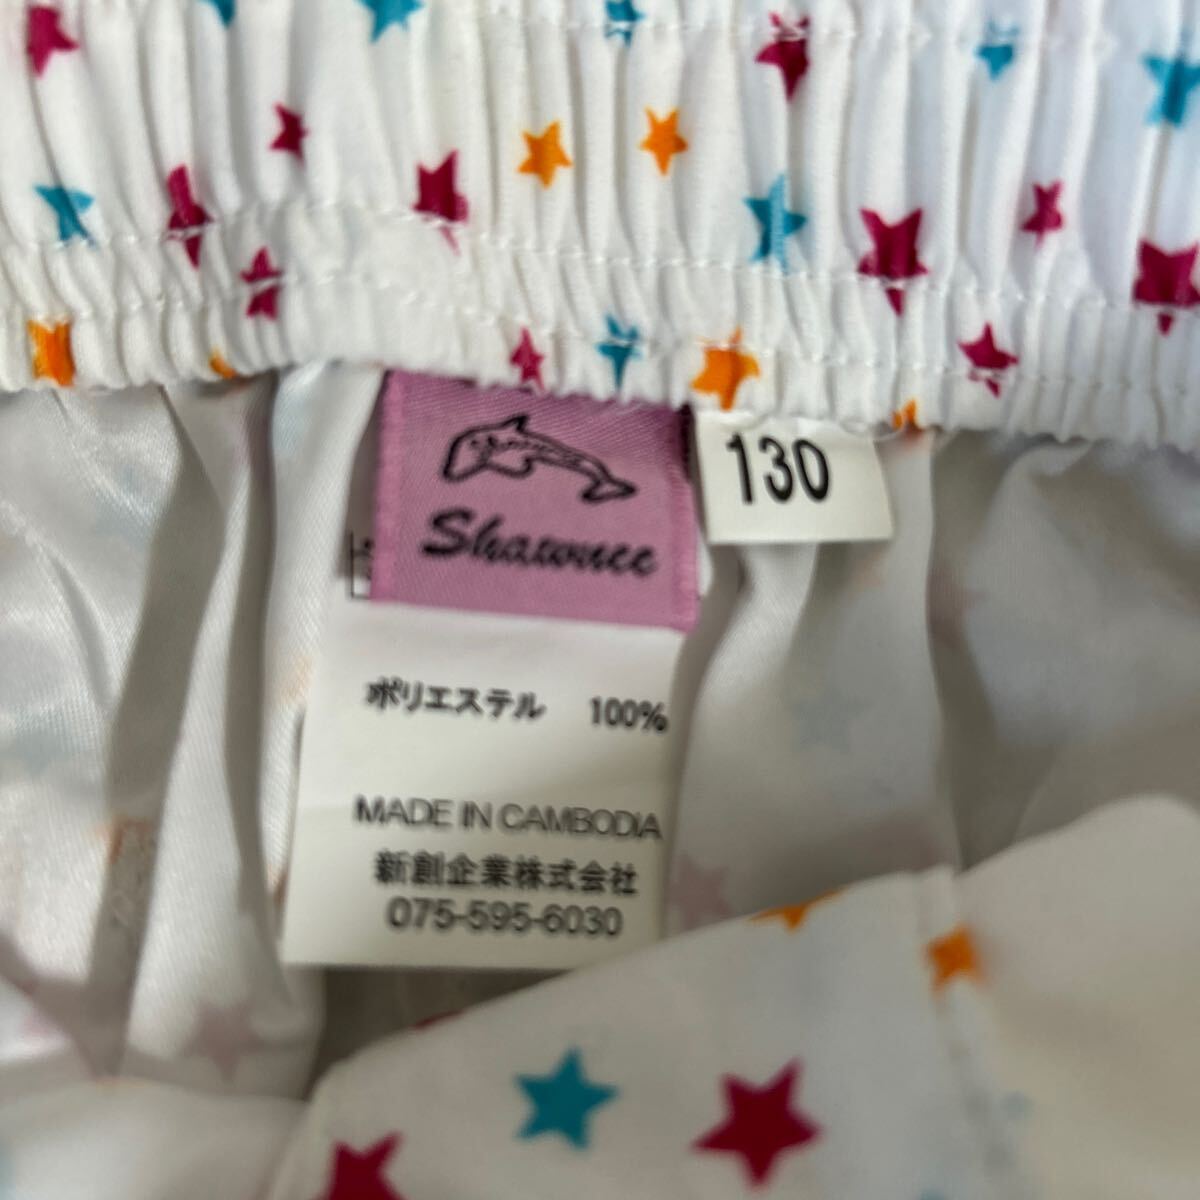 Shawnee
130
ポリエステル 100%
MADE IN CAMBODIA
新創企業株式会社
075-595-6030